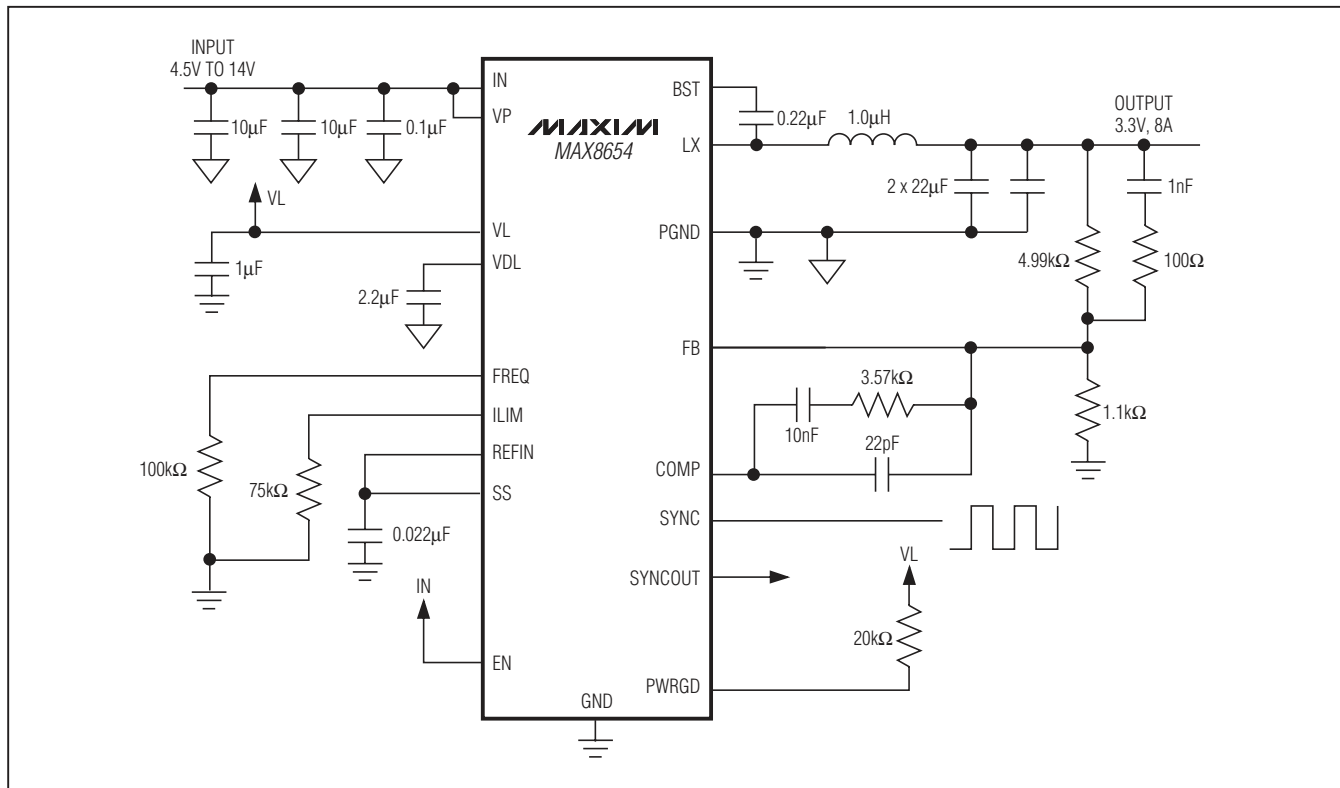 INPUT
4.5V TO 14V
10µF
10µF
0.1µF
IN
VP
MAXIM
MAX8654
BST
0.22µF
LX
1.0µH
OUTPUT
3.3V, 8A
2 x 22µF
1nF
PGND
4.99kΩ
100Ω
VL
VL
1µF
VDL
2.2µF
FB
FREQ
ILIM
REFIN
SS
100kΩ
75kΩ
0.022µF
3.57kΩ
10nF
22pF
1.1kΩ
COMP
SYNC
SYNCOUT
VL
20kΩ
PWRGD
IN
EN
GND